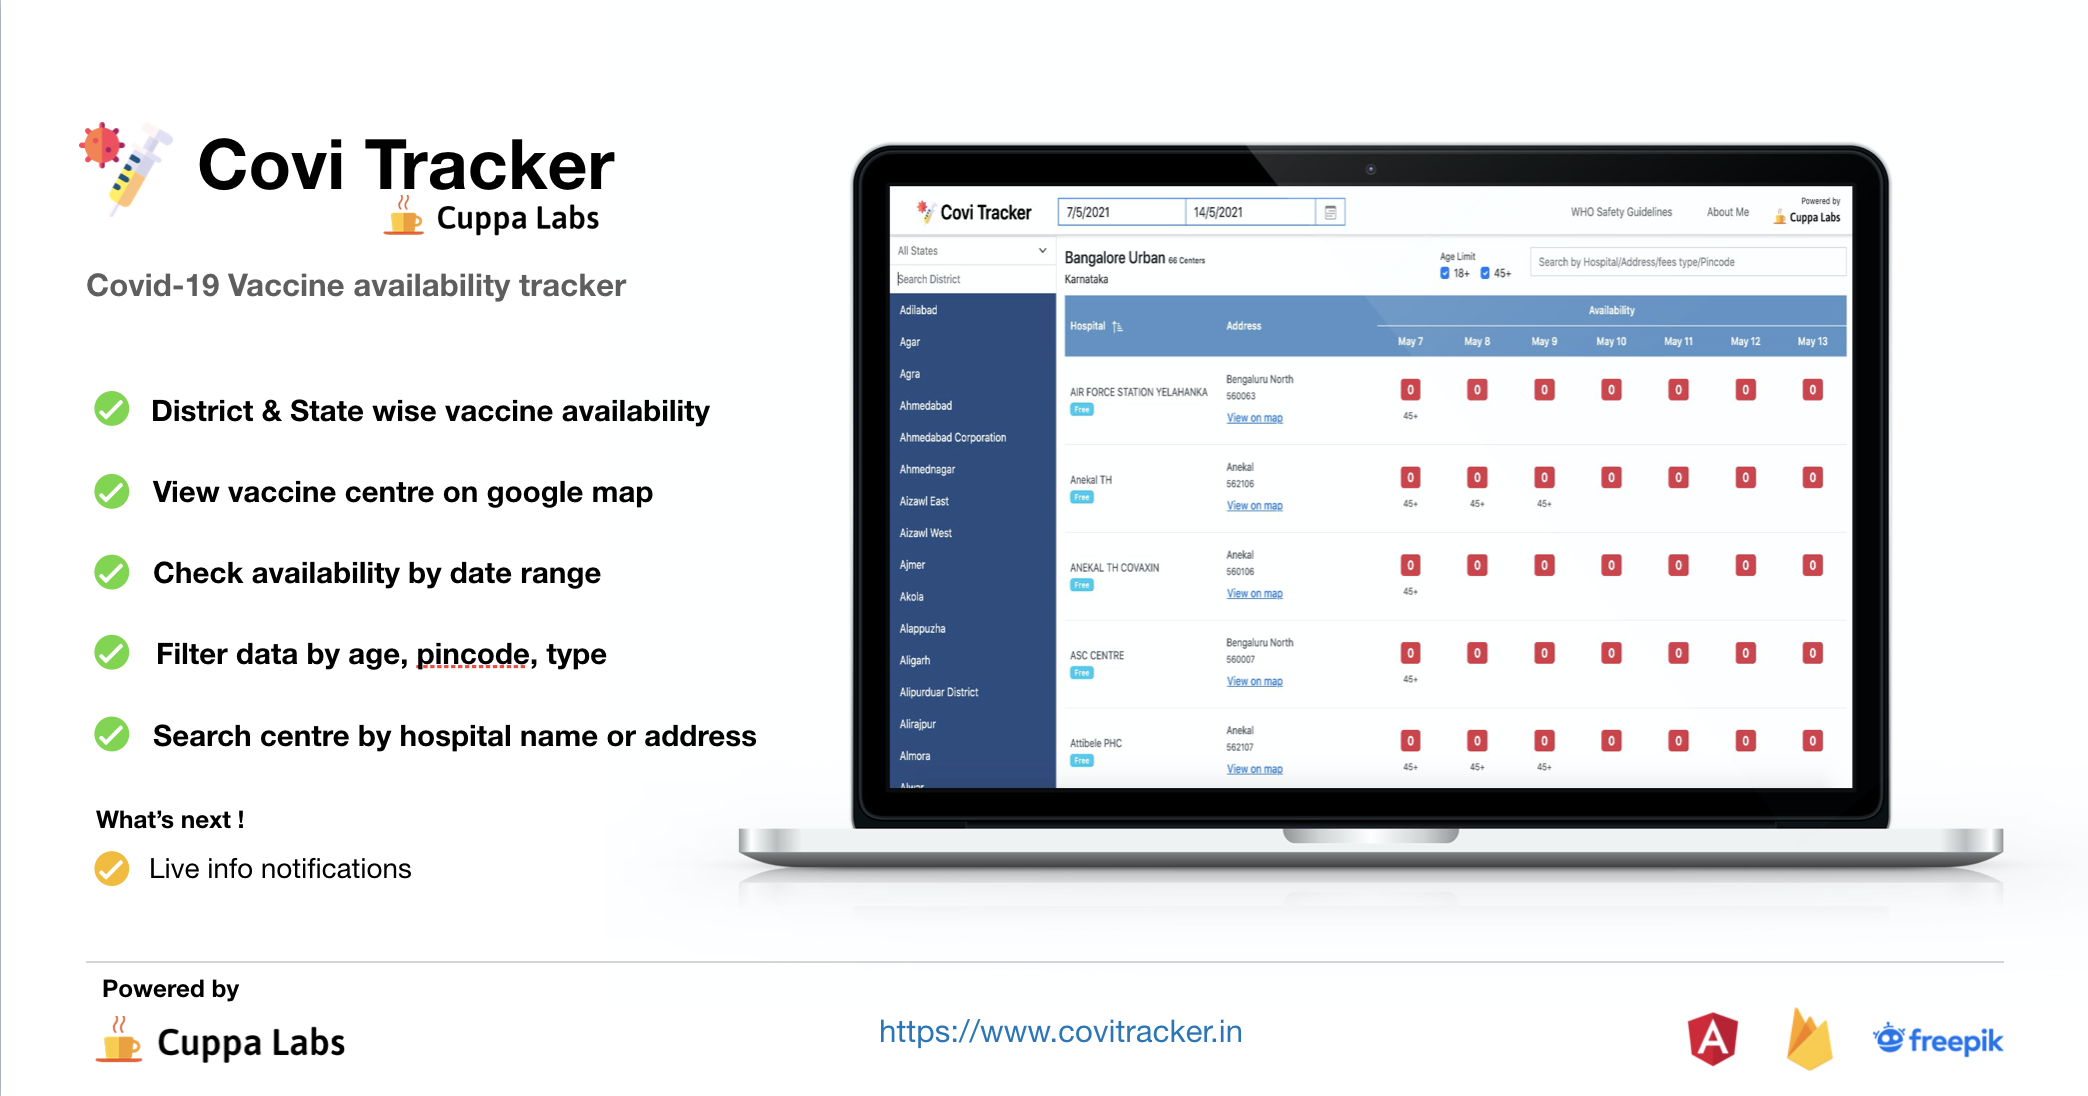 Covi Tracker
Cuppa Labs
Covid-19 Vaccine availability tracker
District & State wise vaccine availability
View vaccine centre on google map
Check availability by date range
Filter data by age, pincode, type
Search centre by hospital name or address
What's next !
Live info notifications
Covi Tracker 7/5/2021 14/5/2021 WHO Safety Guidelines About Me Powered by
Cuppa Labs
All States
Search District
Adilabad
Agar
Agra
Ahmedabad
Ahmedabad Corporation
Ahmednagar
Aizawl East
Aizawl West
Ajmer
Akola
Alappuzha
Aligarh
Alipurduar District
Alirajpur
Almora
Alwar
Bangalore Urban 66 Centers
Karnataka
Age Limit
18+ 45+
Search by Hospital/Address/fees type/Pincode
Hospital Address Availability
May 7 May 8 May 9 May 10 May 11 May 12 May 13
AIR FORCE STATION YELAHANKA
Free
Bengaluru North
560063
View on map
0 0 0 0 0 0 0
45+
Anekal TH
Free
Anekal
562106
View on map
0 0 0 0 0 0 0
45+ 45+ 45+
ANEKAL TH COVAXIN
Free
Anekal
560106
View on map
0 0 0 0 0 0 0
45+
ASC CENTRE
Free
Bengaluru North
560007
View on map
0 0 0 0 0 0 0
45+
Attibele PHC
Free
Anekal
562107
View on map
0 0 0 0 0 0 0
45+ 45+ 45+
Powered by
Cuppa Labs
https://www.covitracker.in
A
freepik